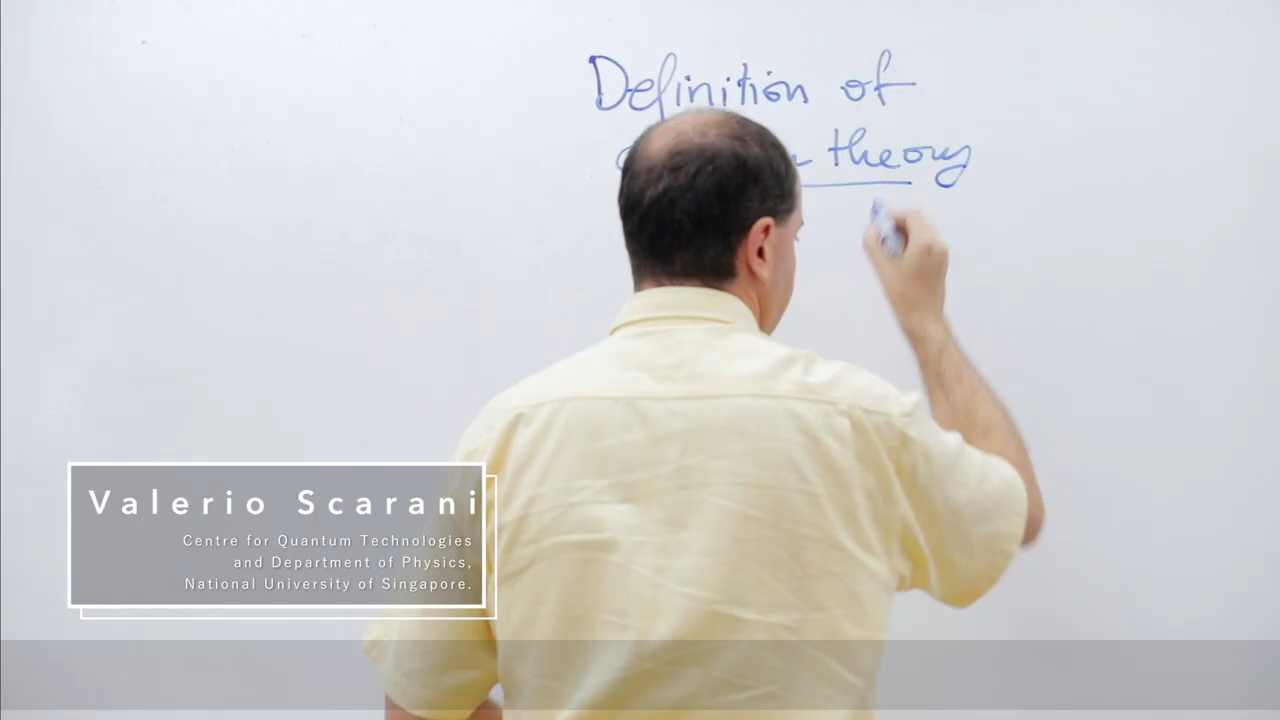 Definition of
theory
Valerio Scarani
Centre for Quantum Technologies
and Department of Physics,
National University of Singapore.